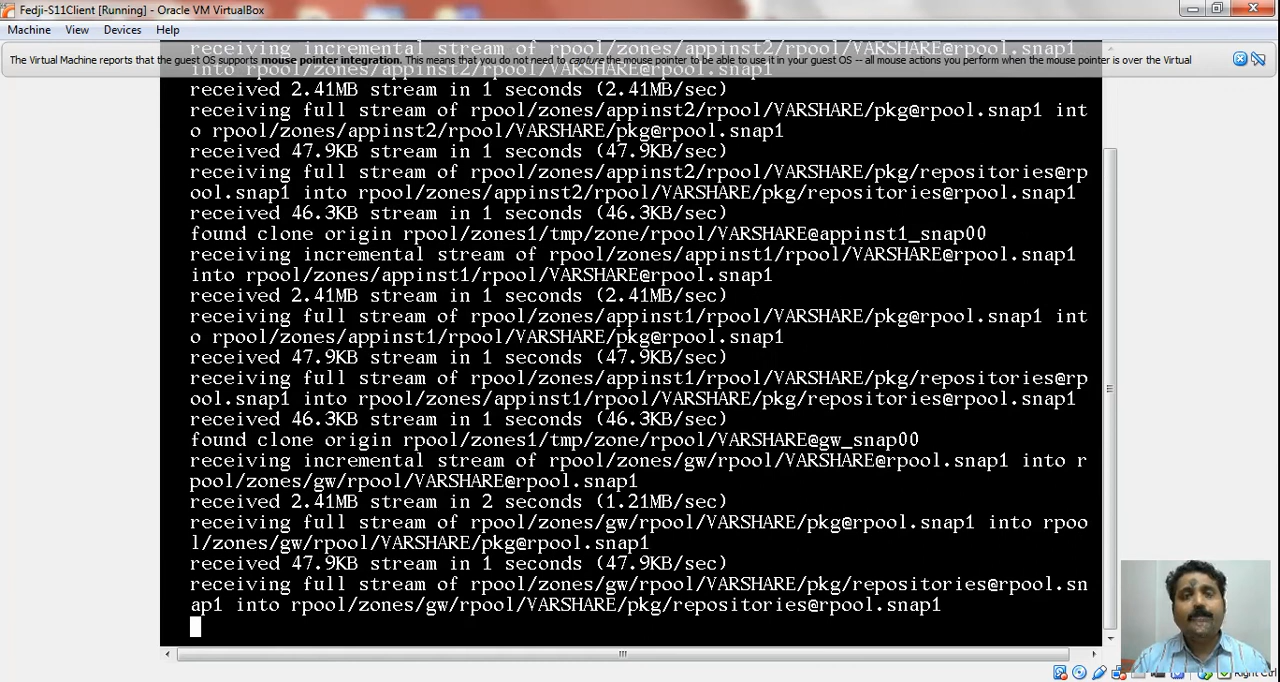 Fedji-S11Client [Running] - Oracle VM VirtualBox
Machine View Devices Help
receiving incremental stream of rpool/zones/appinst2/rpool/VARSHARE@rpool.snap1
The Virtual Machine reports that the guest OS supports mouse pointer integration. This means that you do not need to capture the mouse pointer to be able to use it in your guest OS -- all mouse actions you perform when the mouse pointer is over the Virtual
into rpool/zones/appinst2/rpool/VARSHARE@rpool.snap1
received 2.41MB stream in 1 seconds (2.41MB/sec)
receiving full stream of rpool/zones/appinst2/rpool/VARSHARE/pkg@rpool.snap1 int
o rpool/zones/appinst2/rpool/VARSHARE/pkg@rpool.snap1
received 47.9KB stream in 1 seconds (47.9KB/sec)
receiving full stream of rpool/zones/appinst2/rpool/VARSHARE/pkg/repositories@rp
ool.snap1 into rpool/zones/appinst2/rpool/VARSHARE/pkg/repositories@rpool.snap1
received 46.3KB stream in 1 seconds (46.3KB/sec)
found clone origin rpool/zones1/tmp/zone/rpool/VARSHARE@appinst1_snap00
receiving incremental stream of rpool/zones/appinst1/rpool/VARSHARE@rpool.snap1
into rpool/zones/appinst1/rpool/VARSHARE@rpool.snap1
received 2.41MB stream in 1 seconds (2.41MB/sec)
receiving full stream of rpool/zones/appinst1/rpool/VARSHARE/pkg@rpool.snap1 int
o rpool/zones/appinst1/rpool/VARSHARE/pkg@rpool.snap1
received 47.9KB stream in 1 seconds (47.9KB/sec)
receiving full stream of rpool/zones/appinst1/rpool/VARSHARE/pkg/repositories@rp
ool.snap1 into rpool/zones/appinst1/rpool/VARSHARE/pkg/repositories@rpool.snap1
received 46.3KB stream in 1 seconds (46.3KB/sec)
found clone origin rpool/zones1/tmp/zone/rpool/VARSHARE@gw_snap00
receiving incremental stream of rpool/zones/gw/rpool/VARSHARE@rpool.snap1 into r
pool/zones/gw/rpool/VARSHARE@rpool.snap1
received 2.41MB stream in 2 seconds (1.21MB/sec)
receiving full stream of rpool/zones/gw/rpool/VARSHARE/pkg@rpool.snap1 into rpoo
l/zones/gw/rpool/VARSHARE/pkg@rpool.snap1
received 47.9KB stream in 1 seconds (47.9KB/sec)
receiving full stream of rpool/zones/gw/rpool/VARSHARE/pkg/repositories@rpool.sn
ap1 into rpool/zones/gw/rpool/VARSHARE/pkg/repositories@rpool.snap1
Right Ctrl